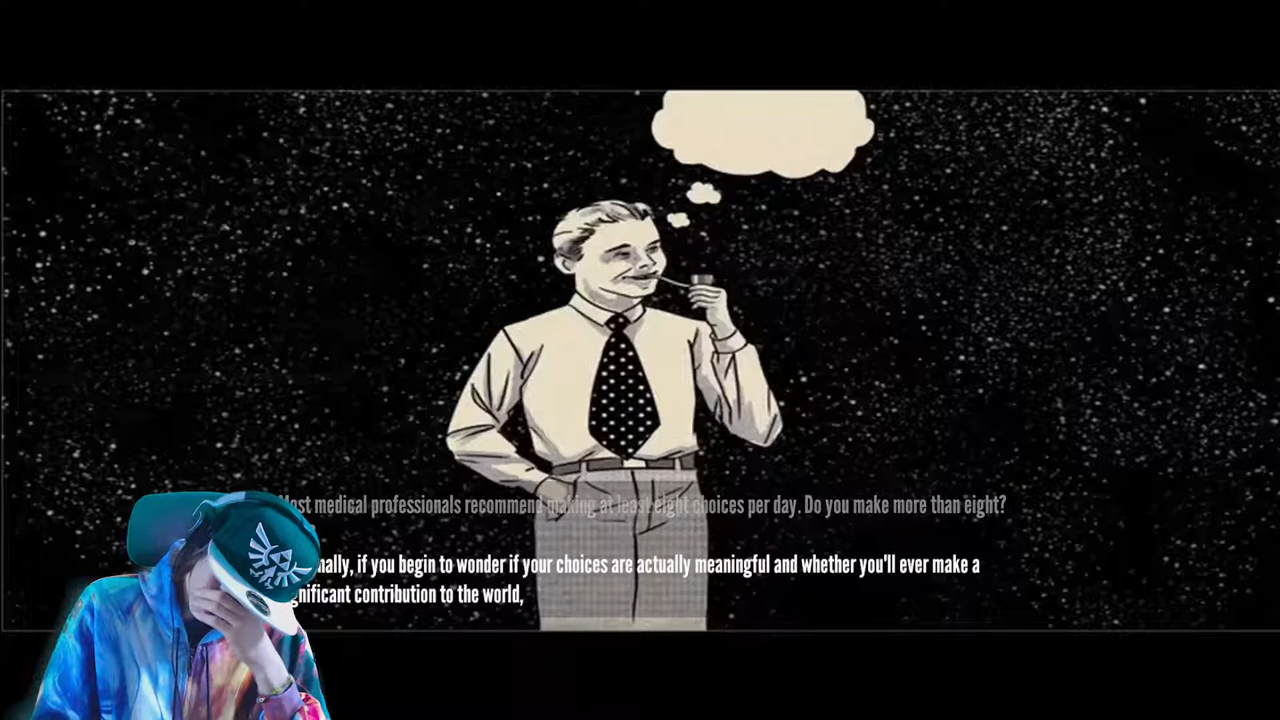 ost medical professionals recommend making at least eight choices per day. Do you make more than eight?
nally, if you begin to wonder if your choices are actually meaningful and whether you'll ever make a
gnificant contribution to the world,